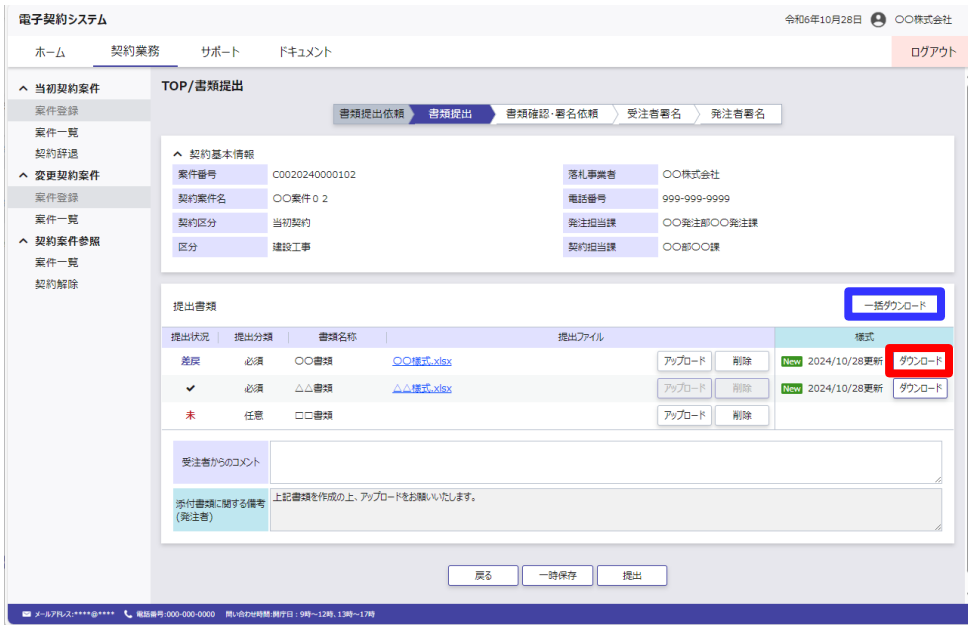 電子契約システム
令和6年10月28日 〇〇株式会社
ホーム 契約業務 サポート ドキュメント ログアウト
当初契約案件
案件登録
案件一覧
契約辞退
変更契約案件
案件登録
案件一覧
契約案件参照
案件一覧
契約解除
TOP/書類提出
書類提出依頼 書類提出 書類確認・署名依頼 受注者署名 発注者署名
契約基本情報
案件番号 C0020240000102 落札事業者 〇〇株式会社
契約案件名 〇〇案件02 電話番号 999-999-9999
契約区分 当初契約 発注担当課 〇〇発注部〇〇発注課
区分 建設工事 契約担当課 〇〇部〇〇課
提出書類 一括ダウンロード
提出状況 提出分類 書類名称 提出ファイル 様式
差戻 必須 〇〇書類 〇〇様式.xlsx アップロード 削除 New 2024/10/28更新 ダウンロード
✔ 必須 △△書類 △△様式.xlsx アップロード 削除 New 2024/10/28更新 ダウンロード
未 任意 □□書類 アップロード 削除
受注者からのコメント
添付書類に関する備考
(発注者)
上記書類を作成の上、アップロードをお願いいたします。
戻る 一時保存 提出
メールアドレス:****@**** 電話番号:000-000-0000 問い合わせ時間:開庁日:9時～12時、13時～17時